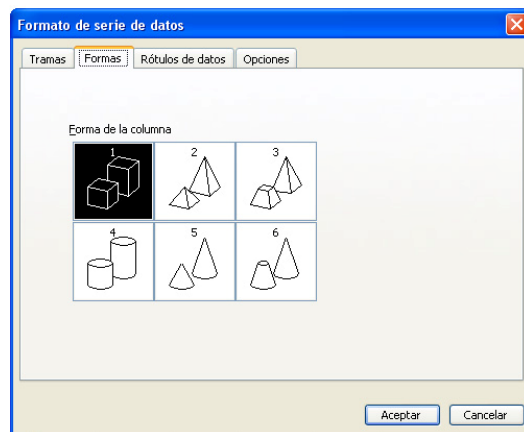 Formato de serie de datos
Tramas Formas Rótulos de datos Opciones
Forma de la columna
1 2 3
4 5 6
Aceptar Cancelar